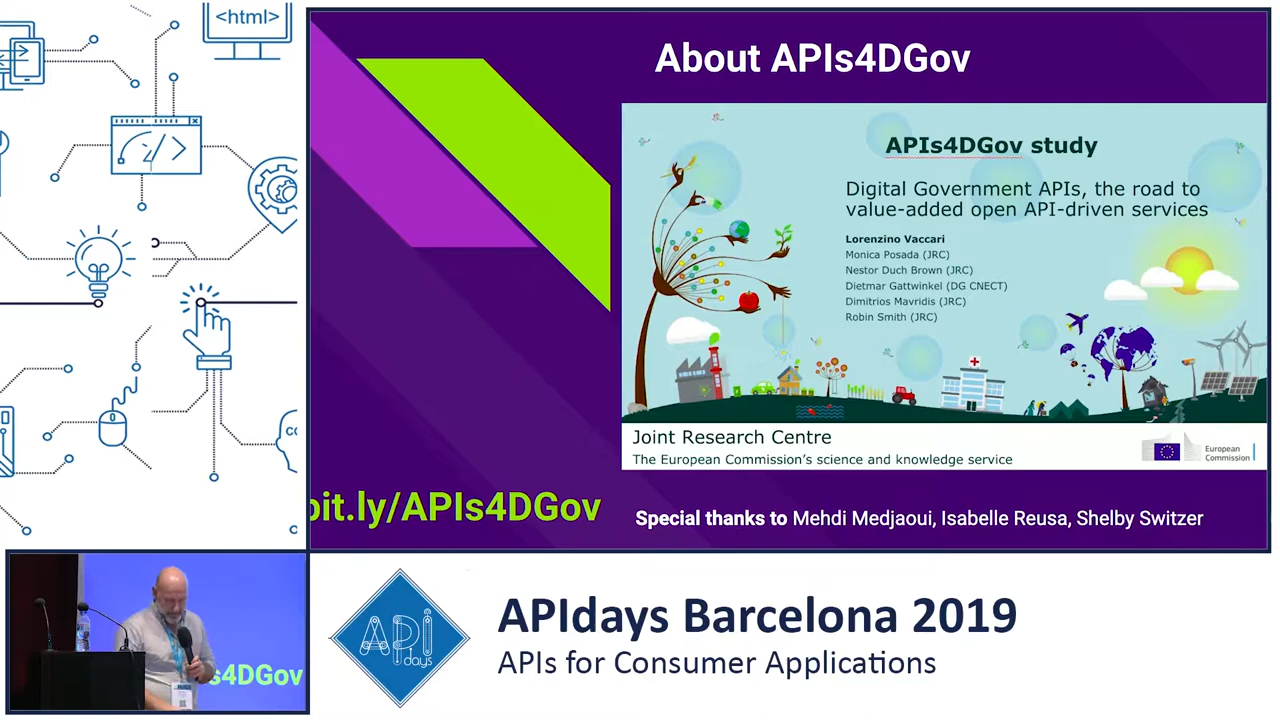 <html>
About APIs4DGov
APIs4DGov study
Digital Government APIs, the road to
value-added open API-driven services
Lorenzino Vaccari
Monica Posada (JRC)
Nestor Duch Brown (JRC)
Dietmar Gattwinkel (DG CNECT)
Dimitrios Mavridis (JRC)
Robin Smith (JRC)
Joint Research Centre
The European Commission's science and knowledge service
European
Commission
bit.ly/APIs4DGov
Special thanks to Mehdi Medjaoui, Isabelle Reusa, Shelby Switzer
s4DGov
API
days
APIdays Barcelona 2019
APIs for Consumer Applications